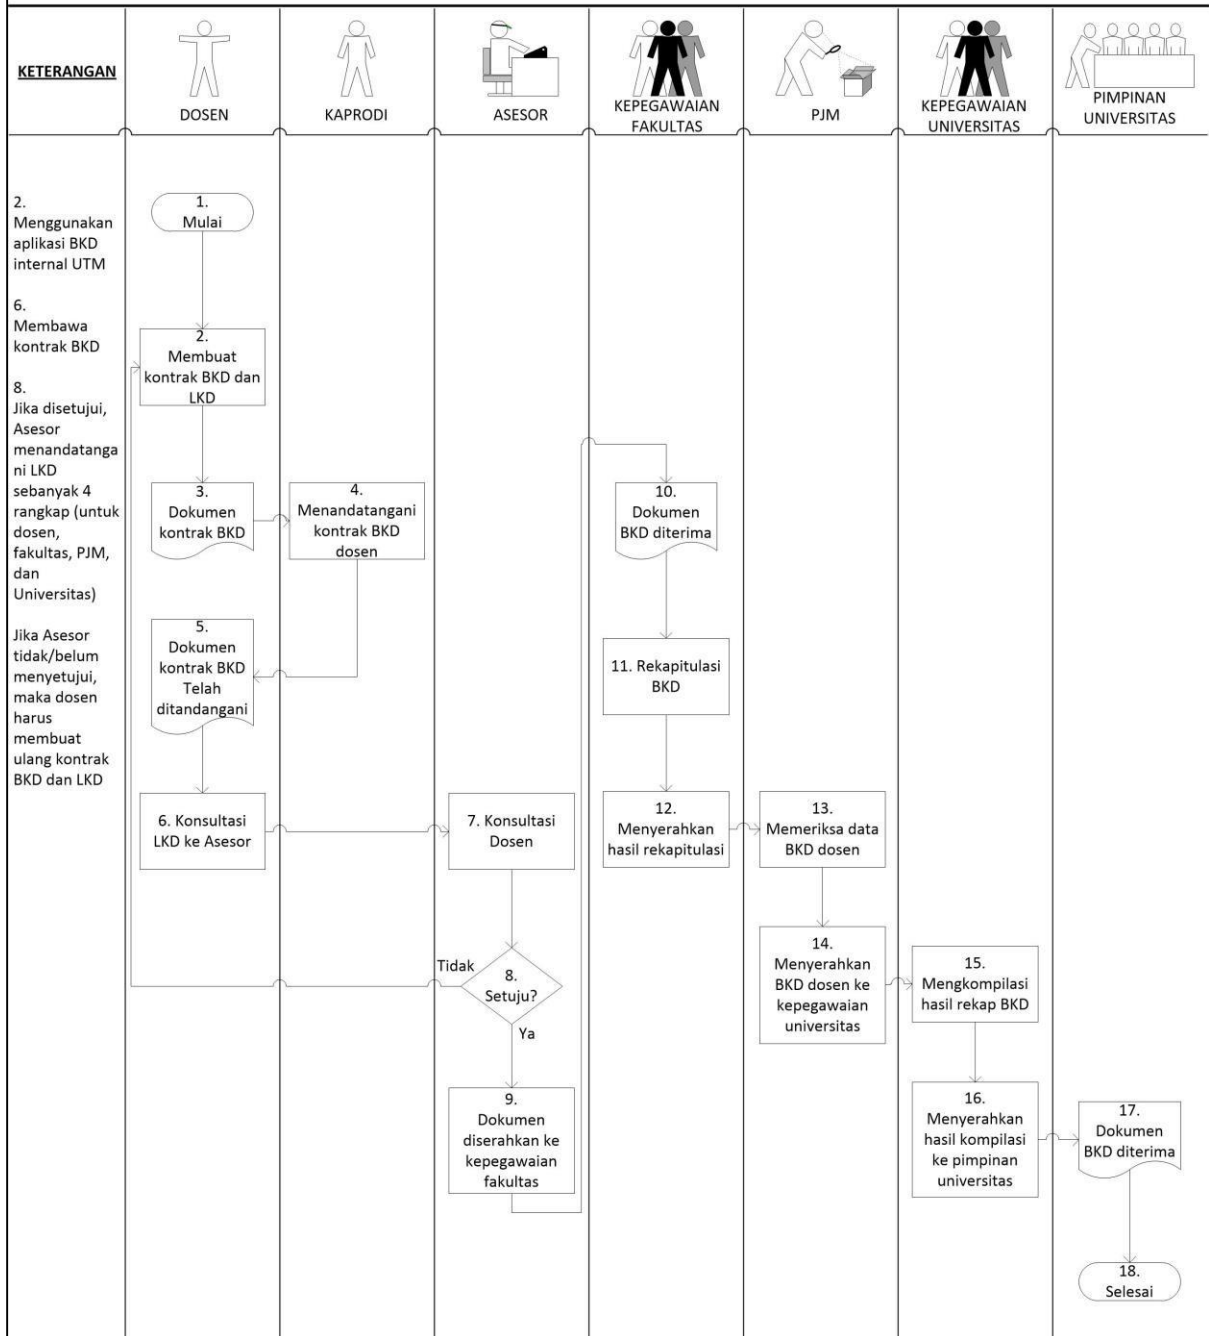 KETERANGAN
DOSEN
KAPRODI
ASESOR
KEPEGAWAIAN
FAKULTAS
PJM
KEPEGAWAIAN
UNIVERSITAS
PIMPINAN
UNIVERSITAS
2.
Menggunakan
aplikasi BKD
internal UTM
6.
Membawa
kontrak BKD
8.
Jika disetujui,
Asesor
menandatanga
ni LKD
sebanyak 4
rangkap (untuk
dosen,
fakultas, PJM,
dan
Universitas)
Jika Asesor
tidak/belum
menyetujui,
maka dosen
harus
membuat
ulang kontrak
BKD dan LKD
1.
Mulai
2.
Membuat
kontrak BKD dan
LKD
3.
Dokumen
kontrak BKD
4.
Menandatangani
kontrak BKD
dosen
5.
Dokumen
kontrak BKD
Telah
ditandangani
6. Konsultasi
LKD ke Asesor
7. Konsultasi
Dosen
8.
Setuju?
Tidak
Ya
9.
Dokumen
diserahkan ke
kepegawaian
fakultas
10.
Dokumen
BKD diterima
11. Rekapitulasi
BKD
12.
Menyerahkan
hasil rekapitulasi
13.
Memeriksa data
BKD dosen
14.
Menyerahkan
BKD dosen ke
kepegawaian
universitas
15.
Mengkompilasi
hasil rekap BKD
16.
Menyerahkan
hasil kompilasi
ke pimpinan
universitas
17.
Dokumen
BKD diterima
18.
Selesai